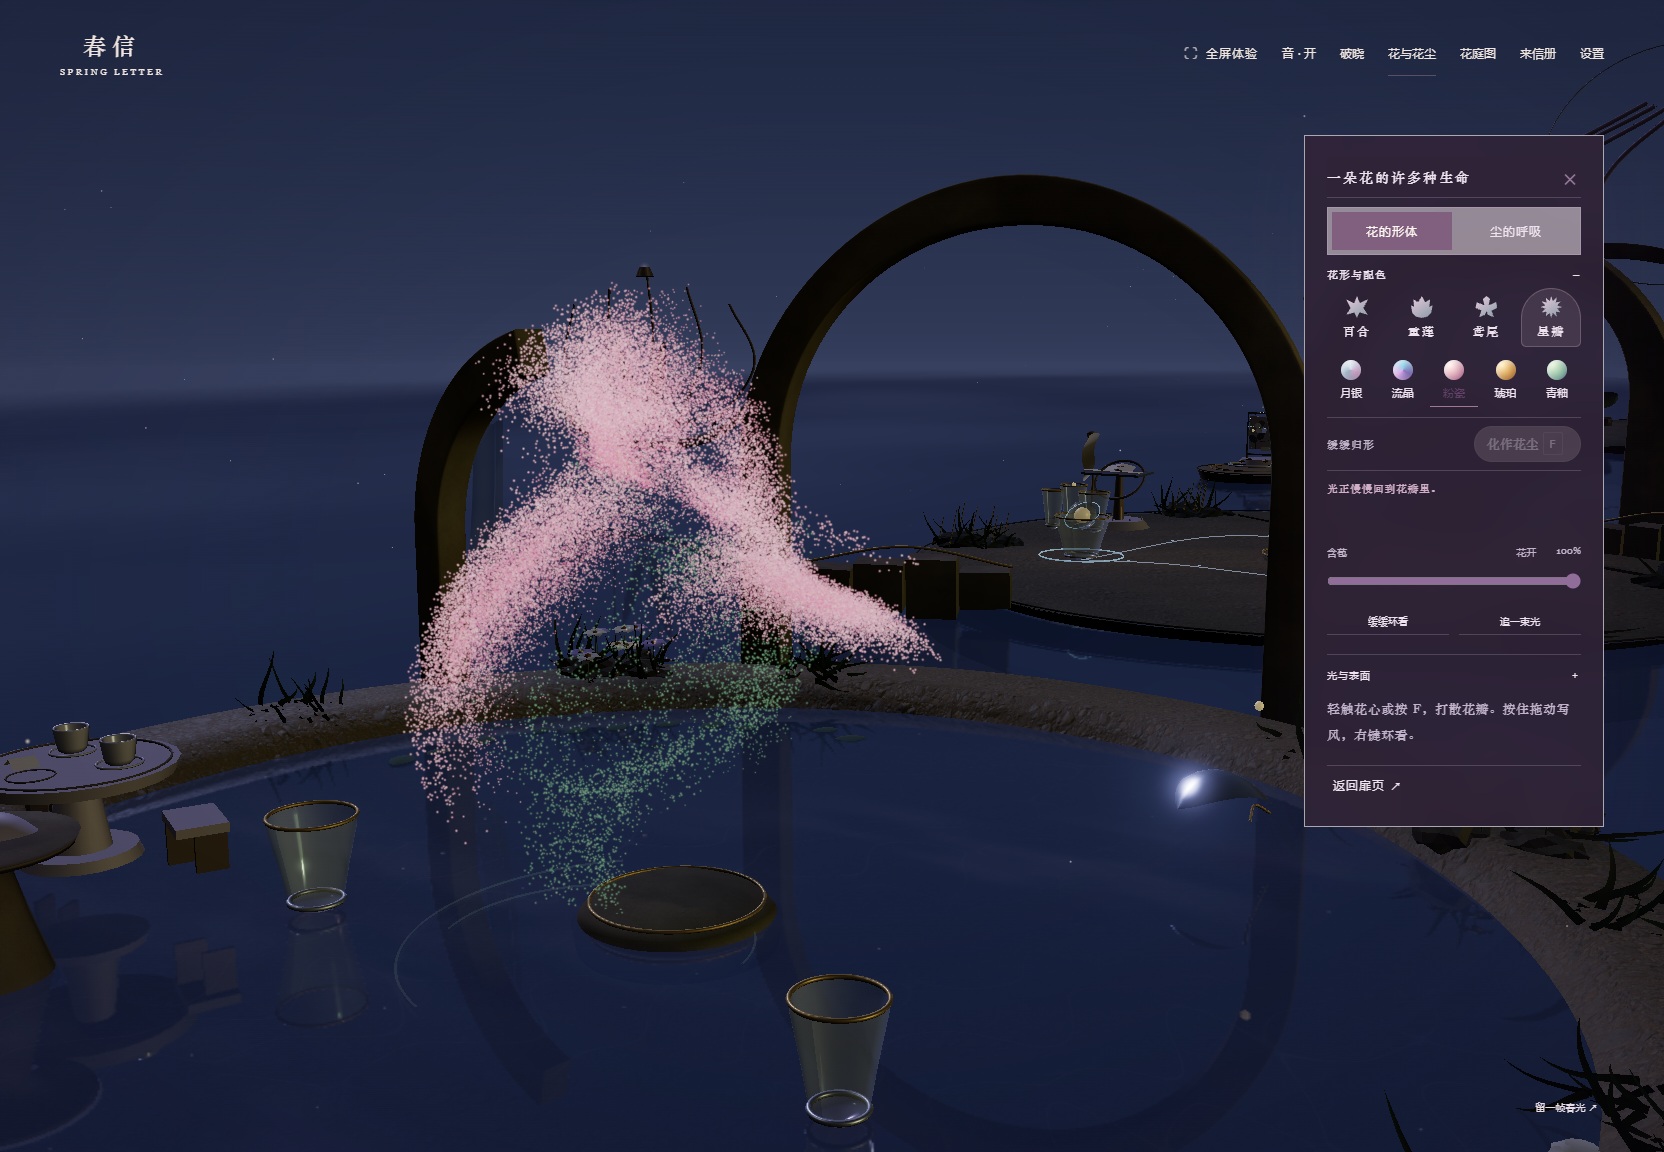 春信
SPRING LETTER
全屏体验 音·开 破晓 花与花尘 花庭图 来信册 设置
一朵花的许多种生命 ×
花的形体 尘的呼吸
花形与配色 −
百合 重莲 鸢尾 星瓣
月银 流晶 粉瓷 琥珀 青釉
缓缓归形 化作花尘 F
光正慢慢回到花瓣里。
含苞 花开 100%
缓缓环看 追一束光
光与表面 +
轻触花心或按 F，打散花瓣。按住拖动写
风，右键环看。
返回扉页 ↗
留一帧春光 ↗